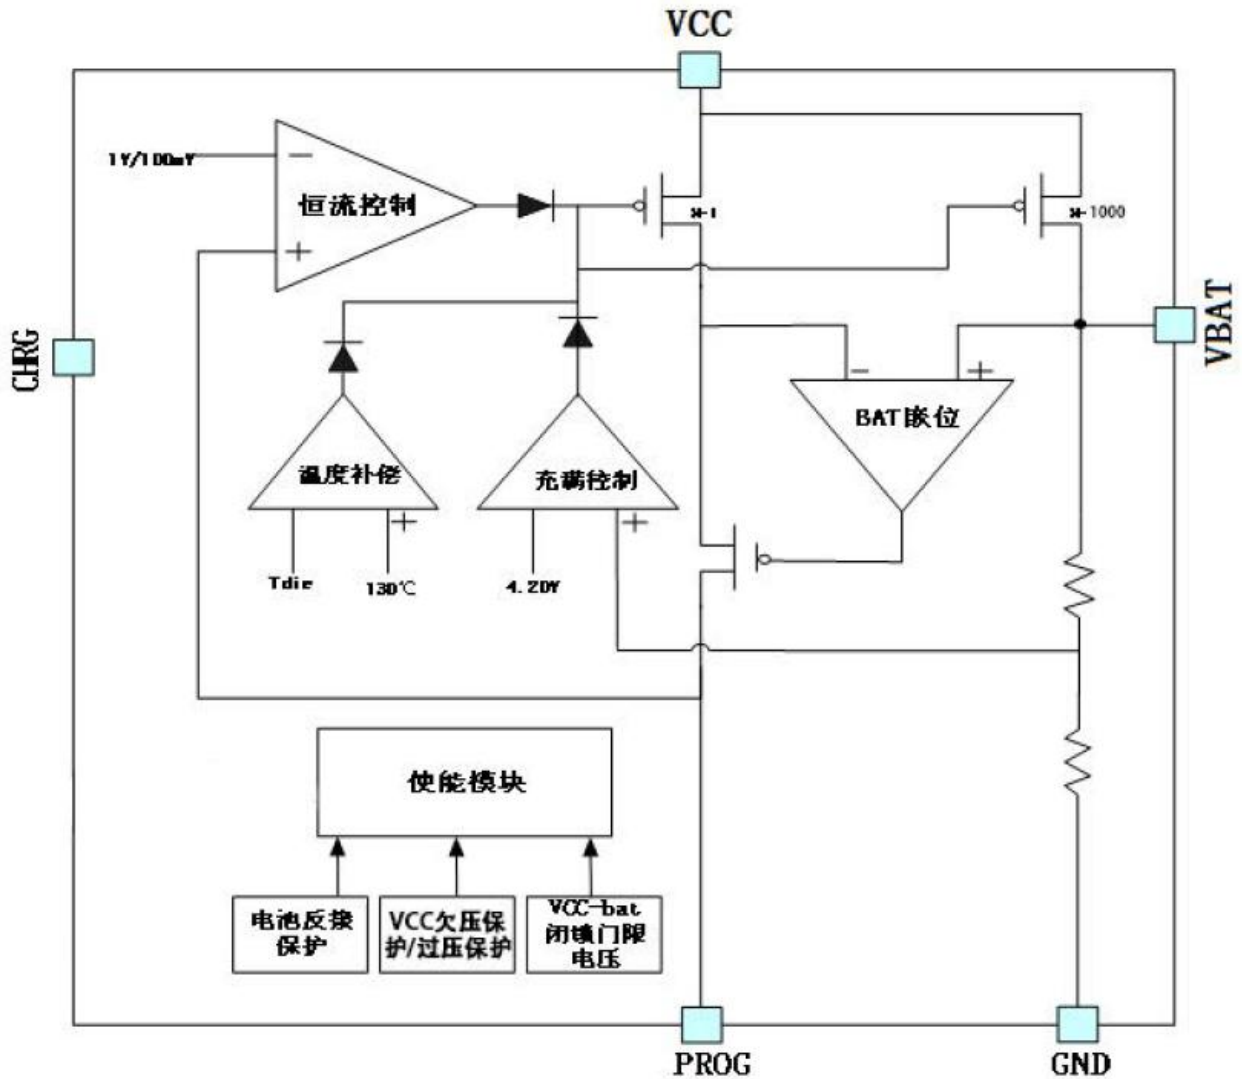 VCC
1V/100mV
−
恒流控制
+
M-1
M-1000
CHRG
VBAT
− +
BAT嵌位
温度补偿
充满控制
+ +
Tdie
130℃
4.20V
使能模块
电池反接
保护
VCC欠压保
护/过压保护
VCC-bat
闭锁门限
电压
PROG
GND